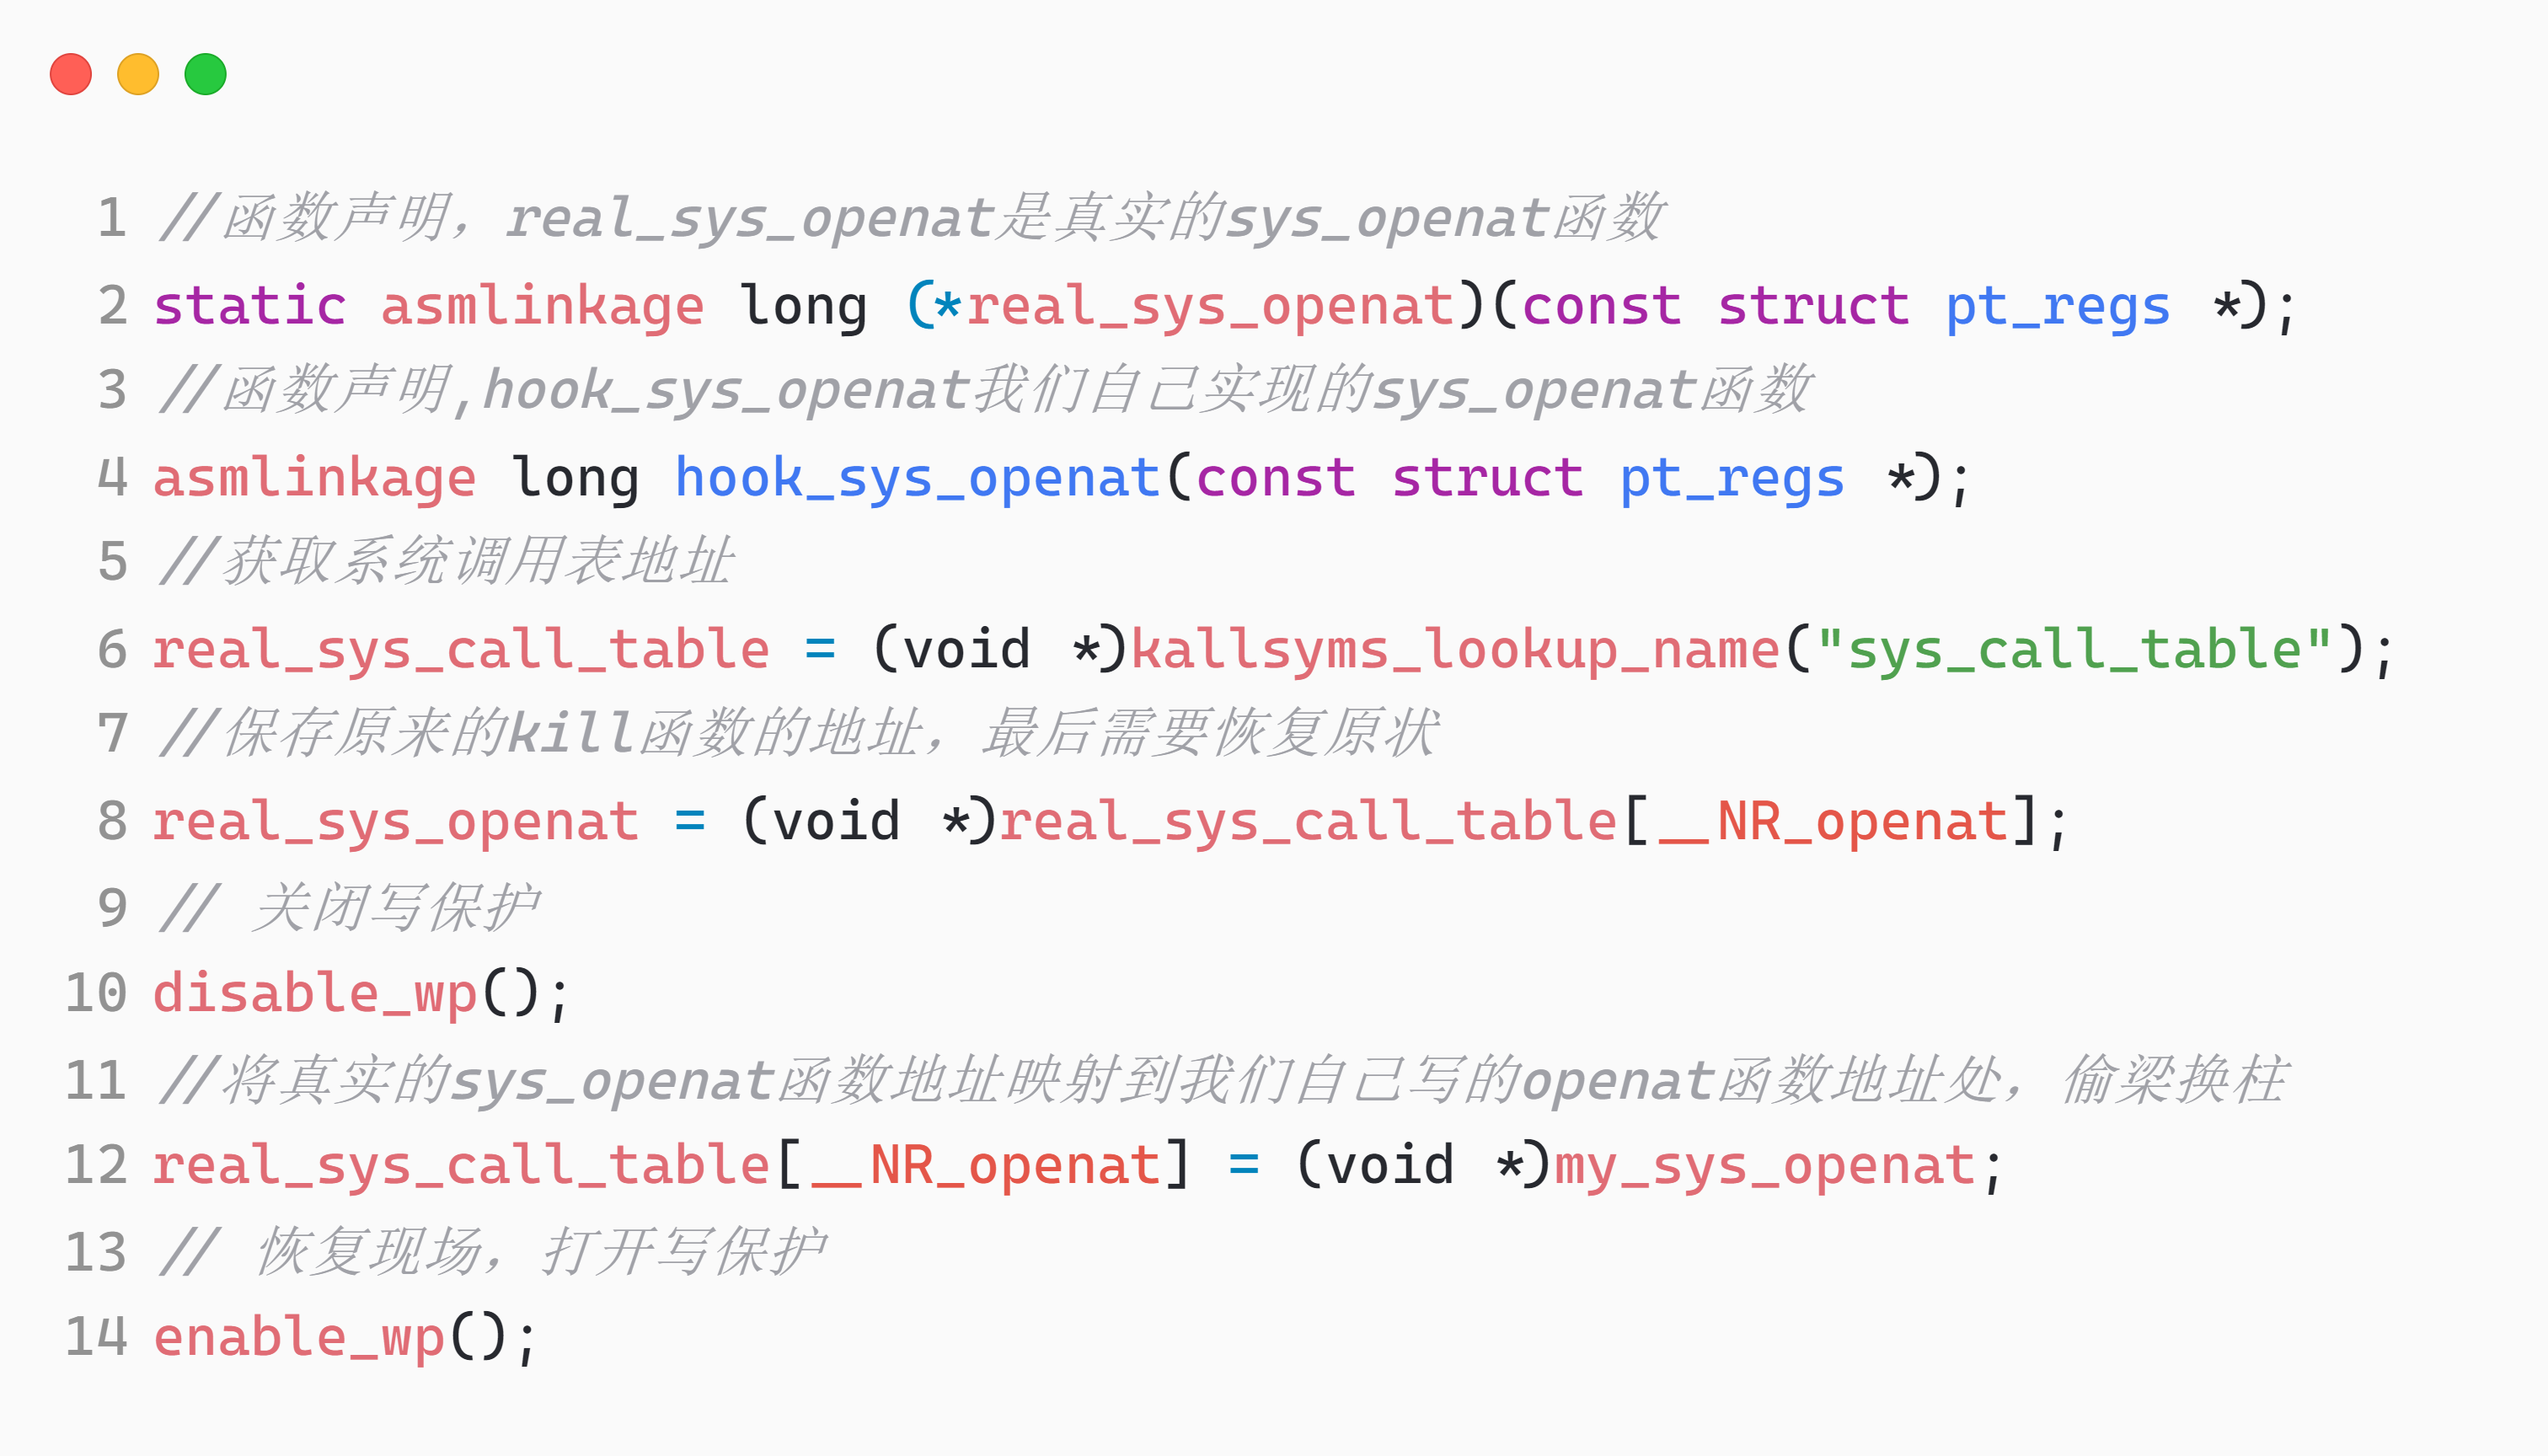 1 //函数声明，real_sys_openat是真实的sys_openat函数
2 static asmlinkage long (*real_sys_openat)(const struct pt_regs *);
3 //函数声明,hook_sys_openat我们自己实现的sys_openat函数
4 asmlinkage long hook_sys_openat(const struct pt_regs *);
5 //获取系统调用表地址
6 real_sys_call_table = (void *)kallsyms_lookup_name("sys_call_table");
7 //保存原来的kill函数的地址，最后需要恢复原状
8 real_sys_openat = (void *)real_sys_call_table[__NR_openat];
9 // 关闭写保护
10 disable_wp();
11 //将真实的sys_openat函数地址映射到我们自己写的openat函数地址处，偷梁换柱
12 real_sys_call_table[__NR_openat] = (void *)my_sys_openat;
13 // 恢复现场，打开写保护
14 enable_wp();